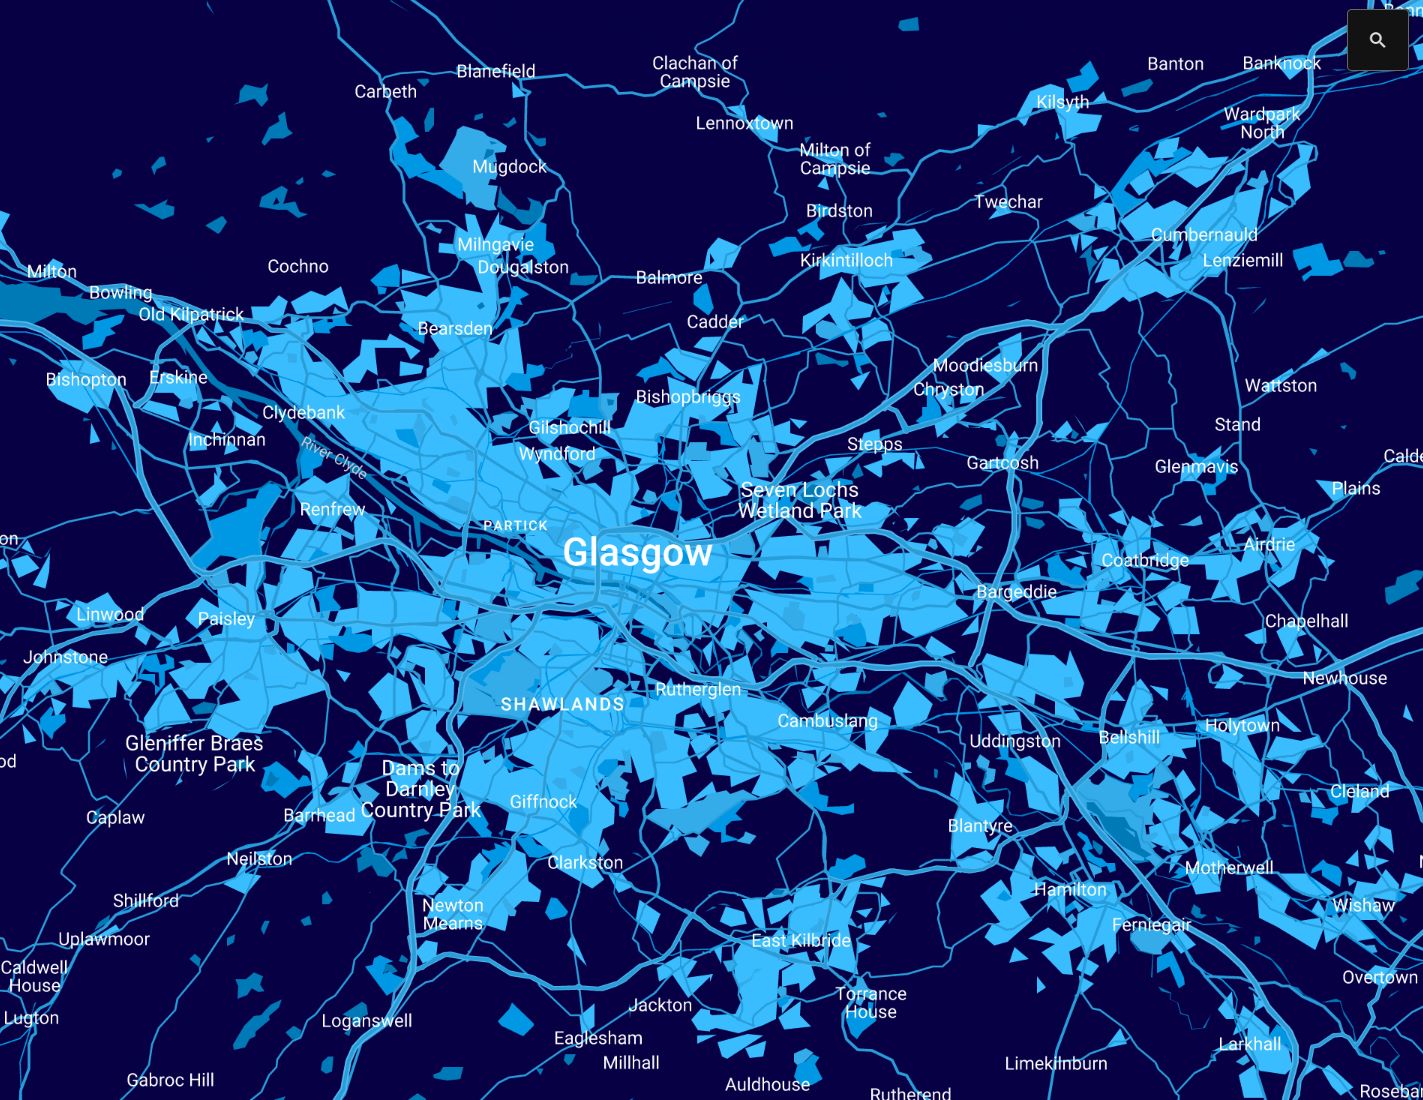 Banton
Banknock
Clachan of
Campsie
Blanefield
Carbeth
Kilsyth
Wardpark
North
Lennoxtown
Milton of
Campsie
Mugdock
Twechar
Birdston
Cumbernauld
Milngavie
Kirkintilloch
Lenziemill
Cochno
Dougalston
Milton
Balmore
Bowling
Old Kilpatrick
Cadder
Bearsden
Moodiesburn
Bishopton
Erskine
Chryston
Wattston
Bishopbriggs
Clydebank
Stand
Gilshochill
Inchinnan
River Clyde
Stepps
Wyndford
Gartcosh
Glenmavis
Plains
Seven Lochs
Wetland Park
Renfrew
PARTICK
Glasgow
Airdrie
Coatbridge
Bargeddie
Linwood
Paisley
Chapelhall
Johnstone
Newhouse
Rutherglen
SHAWLANDS
Cambuslang
Holytown
Uddingston
Bellshill
Gleniffer Braes
Country Park
Dams to
Darnley
Country Park
Cleland
Giffnock
Caplaw
Barrhead
Blantyre
Neilston
Clarkston
Motherwell
Hamilton
Shillford
Newton
Mearns
Wishaw
Ferniegair
Uplawmoor
East Kilbride
Caldwell
House
Overtown
Torrance
House
Jackton
Lugton
Loganswell
Eaglesham
Larkhall
Millhall
Limekilnburn
Gabroc Hill
Auldhouse
Rutherend